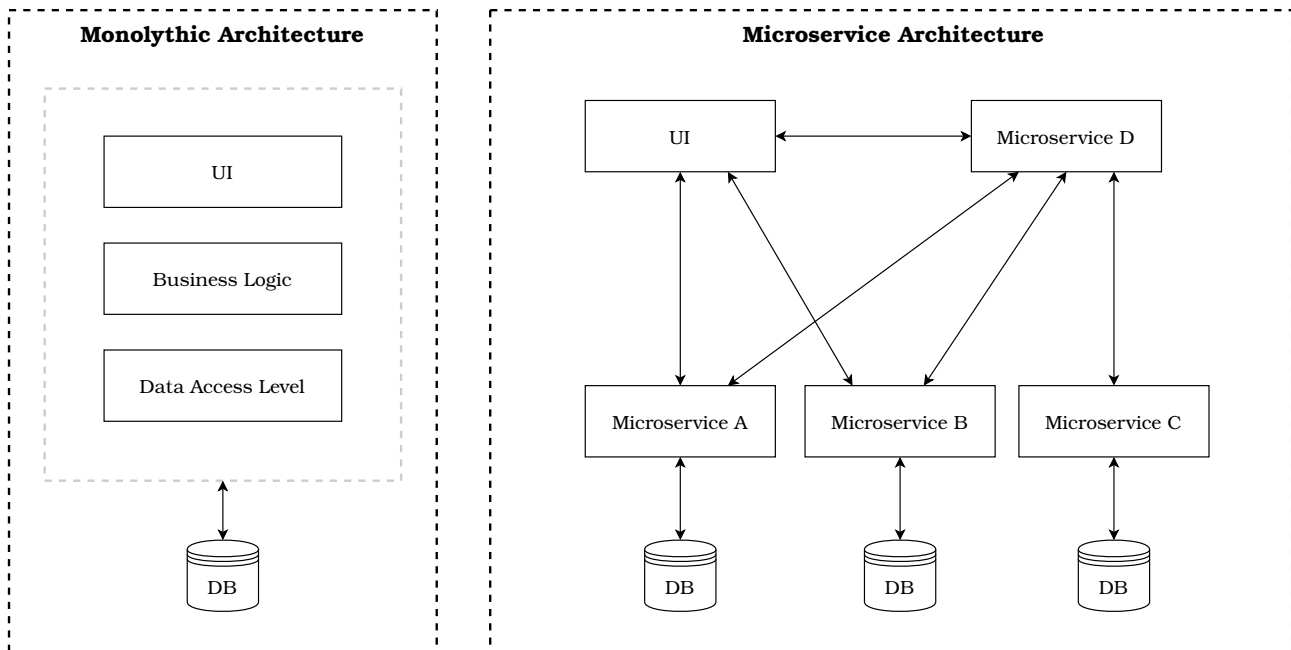 Monolythic Architecture
UI
Business Logic
Data Access Level
DB
Microservice Architecture
UI
Microservice D
Microservice A
Microservice B
Microservice C
DB
DB
DB